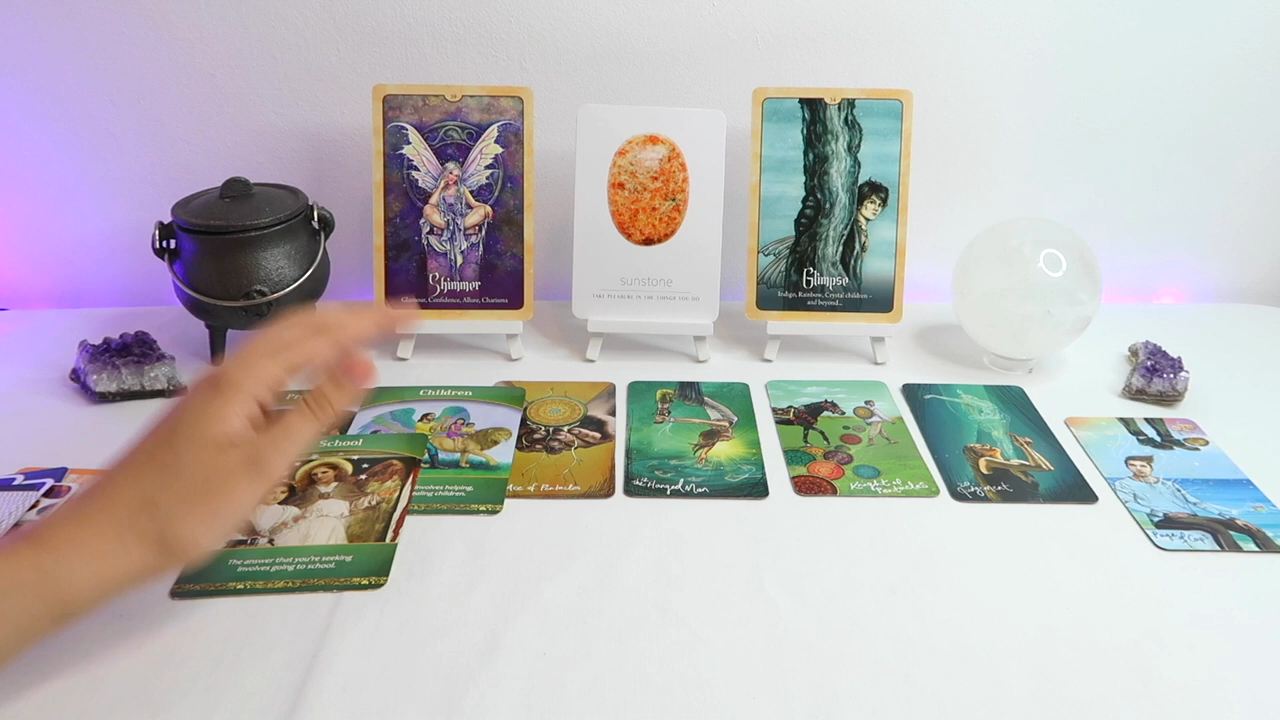 Shimmer
Glamour, Confidence, Allure, Charisma
sunstone
TAKE PLEASURE IN THE THINGS YOU DO
Glimpse
Indigo, Rainbow, Crystal children –
and beyond...
Children
involves helping,
School
The answer that you're seeking
involves going to school.
Ace of Pentacles
the Hanged Man
Knight of
Pentacles
20
Judgement
Page of Cups